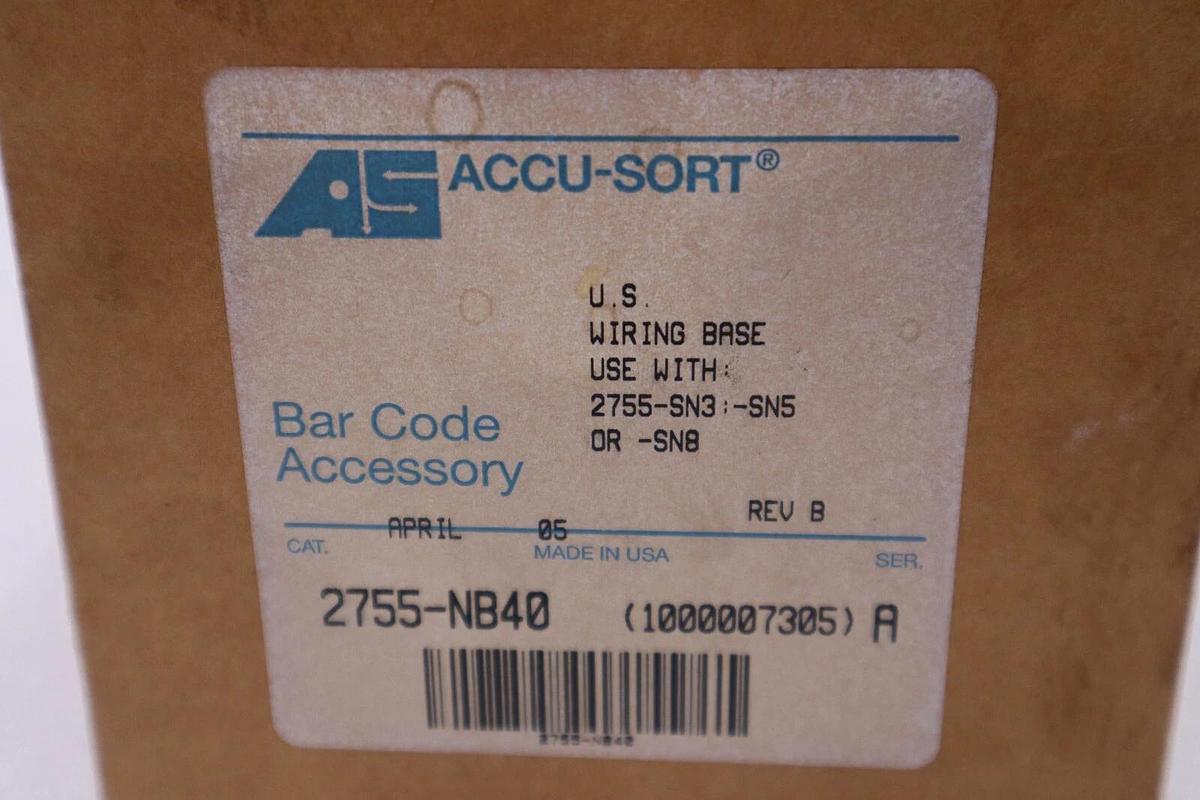 AS ACCU-SORT®
U.S.
WIRING BASE
USE WITH:
2755-SN3;-SN5
OR -SN8
Bar Code
Accessory
REV B
APRIL 05
CAT. MADE IN USA SER.
2755-NB40 (1000007305) A
2755-NB40